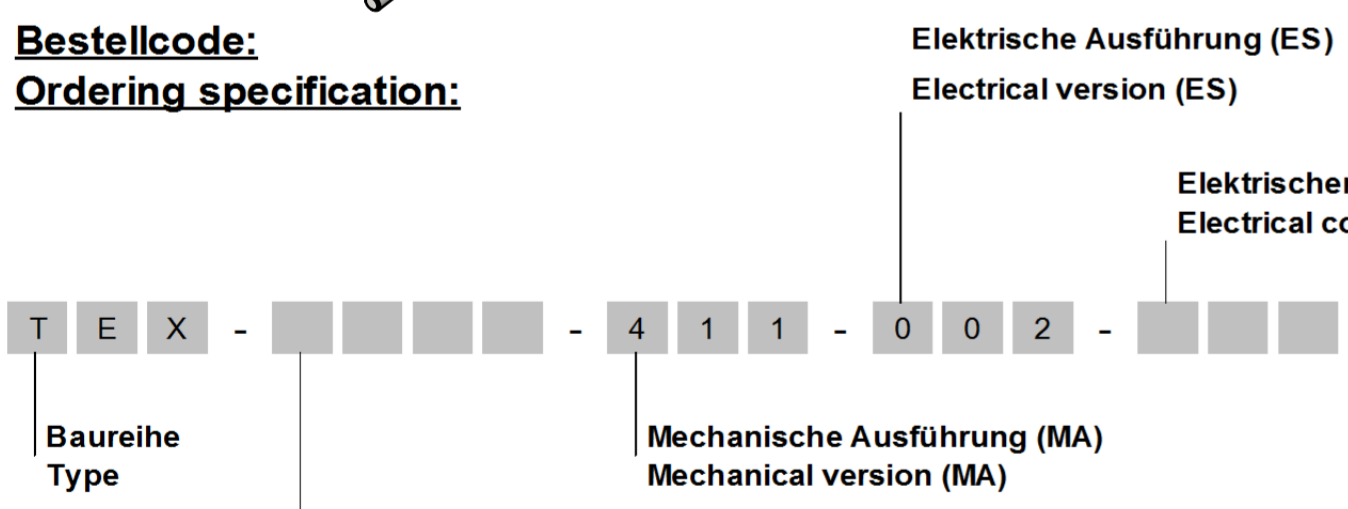 Bestellcode:
Ordering specification:
Elektrische Ausführung (ES)
Electrical version (ES)
Electrical
T E X - - 4 1 1 - 0 0 2 -
Baureihe
Type
Mechanische Ausführung (MA)
Mechanical version (MA)